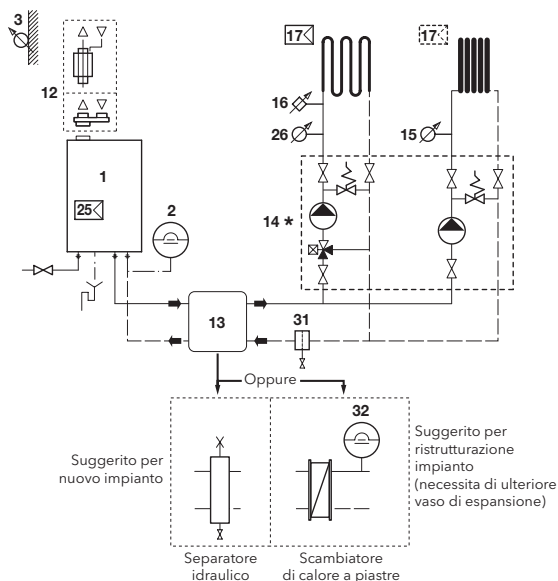 3
17
17
12
16
26
15
1
25
2
14 *
13
31
Oppure
32
Suggerito per
nuovo impianto
Suggerito per
ristrutturazione
impianto
(necessita di ulteriore
vaso di espansione)
Separatore
idraulico
Scambiatore
di calore a piastre